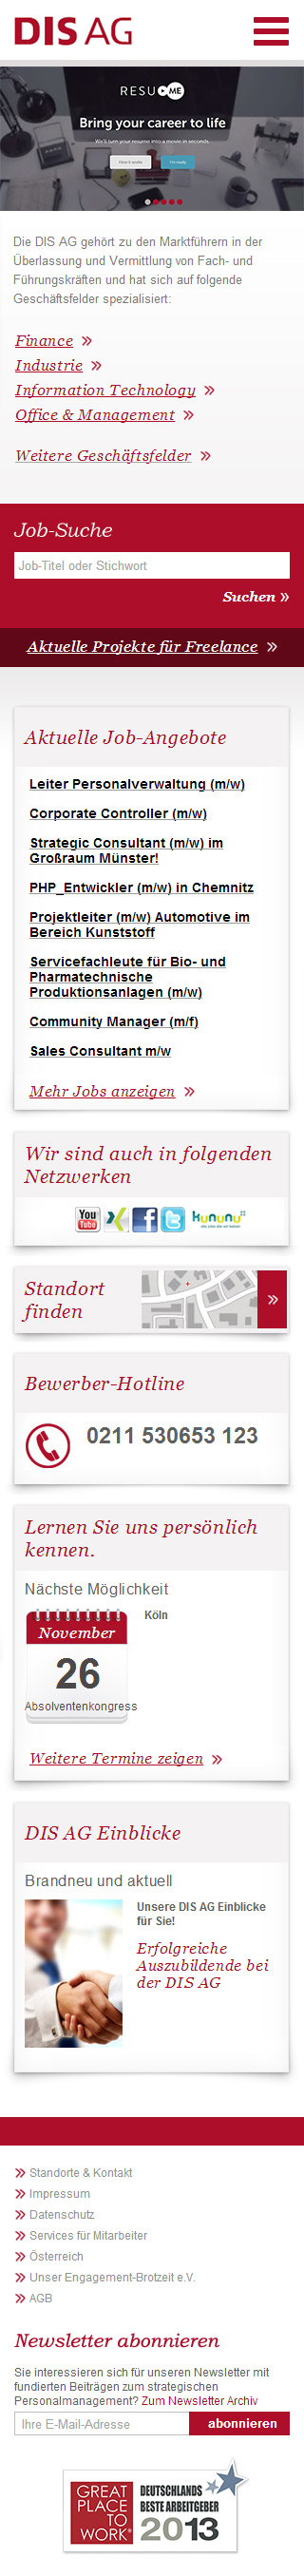 DIS AG
RESUME
Bring your career to life
We'll turn your resume into a movie in seconds.
How it works
I'm ready
Die DIS AG gehört zu den Marktführern in der
Überlassung und Vermittlung von Fach- und
Führungskräften und hat sich auf folgende
Geschäftsfelder spezialisiert:
Finance »
Industrie »
Information Technology »
Office & Management »
Weitere Geschäftsfelder »
Job-Suche
Job-Titel oder Stichwort
Suchen »
Aktuelle Projekte für Freelance »
Aktuelle Job-Angebote
Leiter Personalverwaltung (m/w)
Corporate Controller (m/w)
Strategic Consultant (m/w) im
Großraum Münster!
PHP_Entwickler (m/w) in Chemnitz
Projektleiter (m/w) Automotive im
Bereich Kunststoff
Servicefachleute für Bio- und
Pharmatechnische
Produktionsanlagen (m/w)
Community Manager (m/f)
Sales Consultant m/w
Mehr Jobs anzeigen »
Wir sind auch in folgenden
Netzwerken
You Tube
kununu
Standort
finden
»
Bewerber-Hotline
0211 530653 123
Lernen Sie uns persönlich
kennen.
Nächste Möglichkeit
November
Köln
26
Absolventenkongress
Weitere Termine zeigen »
DIS AG Einblicke
Brandneu und aktuell
Unsere DIS AG Einblicke
für Sie!
Erfolgreiche
Auszubildende bei
der DIS AG
» Standorte & Kontakt
» Impressum
» Datenschutz
» Services für Mitarbeiter
» Österreich
» Unser Engagement-Brotzeit e.V.
» AGB
Newsletter abonnieren
Sie interessieren sich für unseren Newsletter mit
fundierten Beiträgen zum strategischen
Personalmanagement? Zum Newsletter Archiv
Ihre E-Mail-Adresse
abonnieren
GREAT
PLACE
TO
WORK®
DEUTSCHLANDS
BESTE ARBEITGEBER
2013